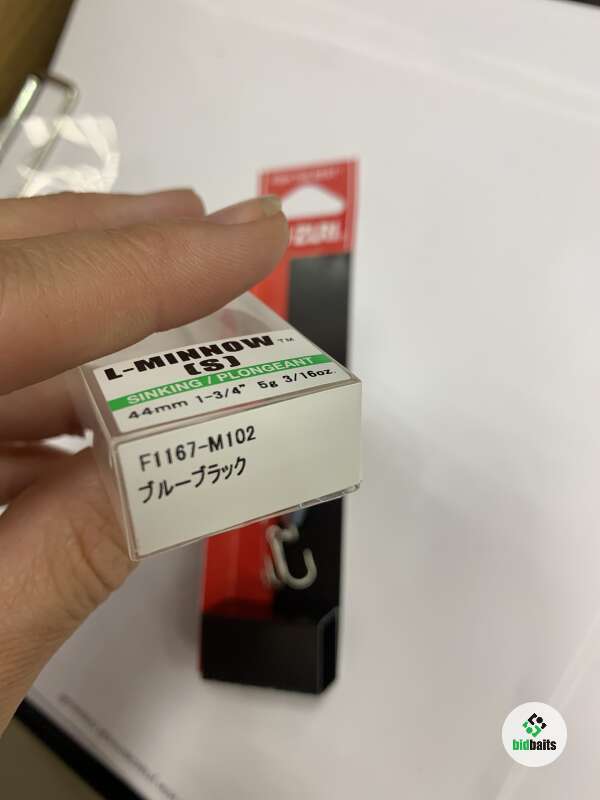 L-MINNOW™
(S)
SINKING / PLONGEANT
44mm 1-3/4" 5g 3/16oz.
F1167-M102
ブルーブラック
bidbaits